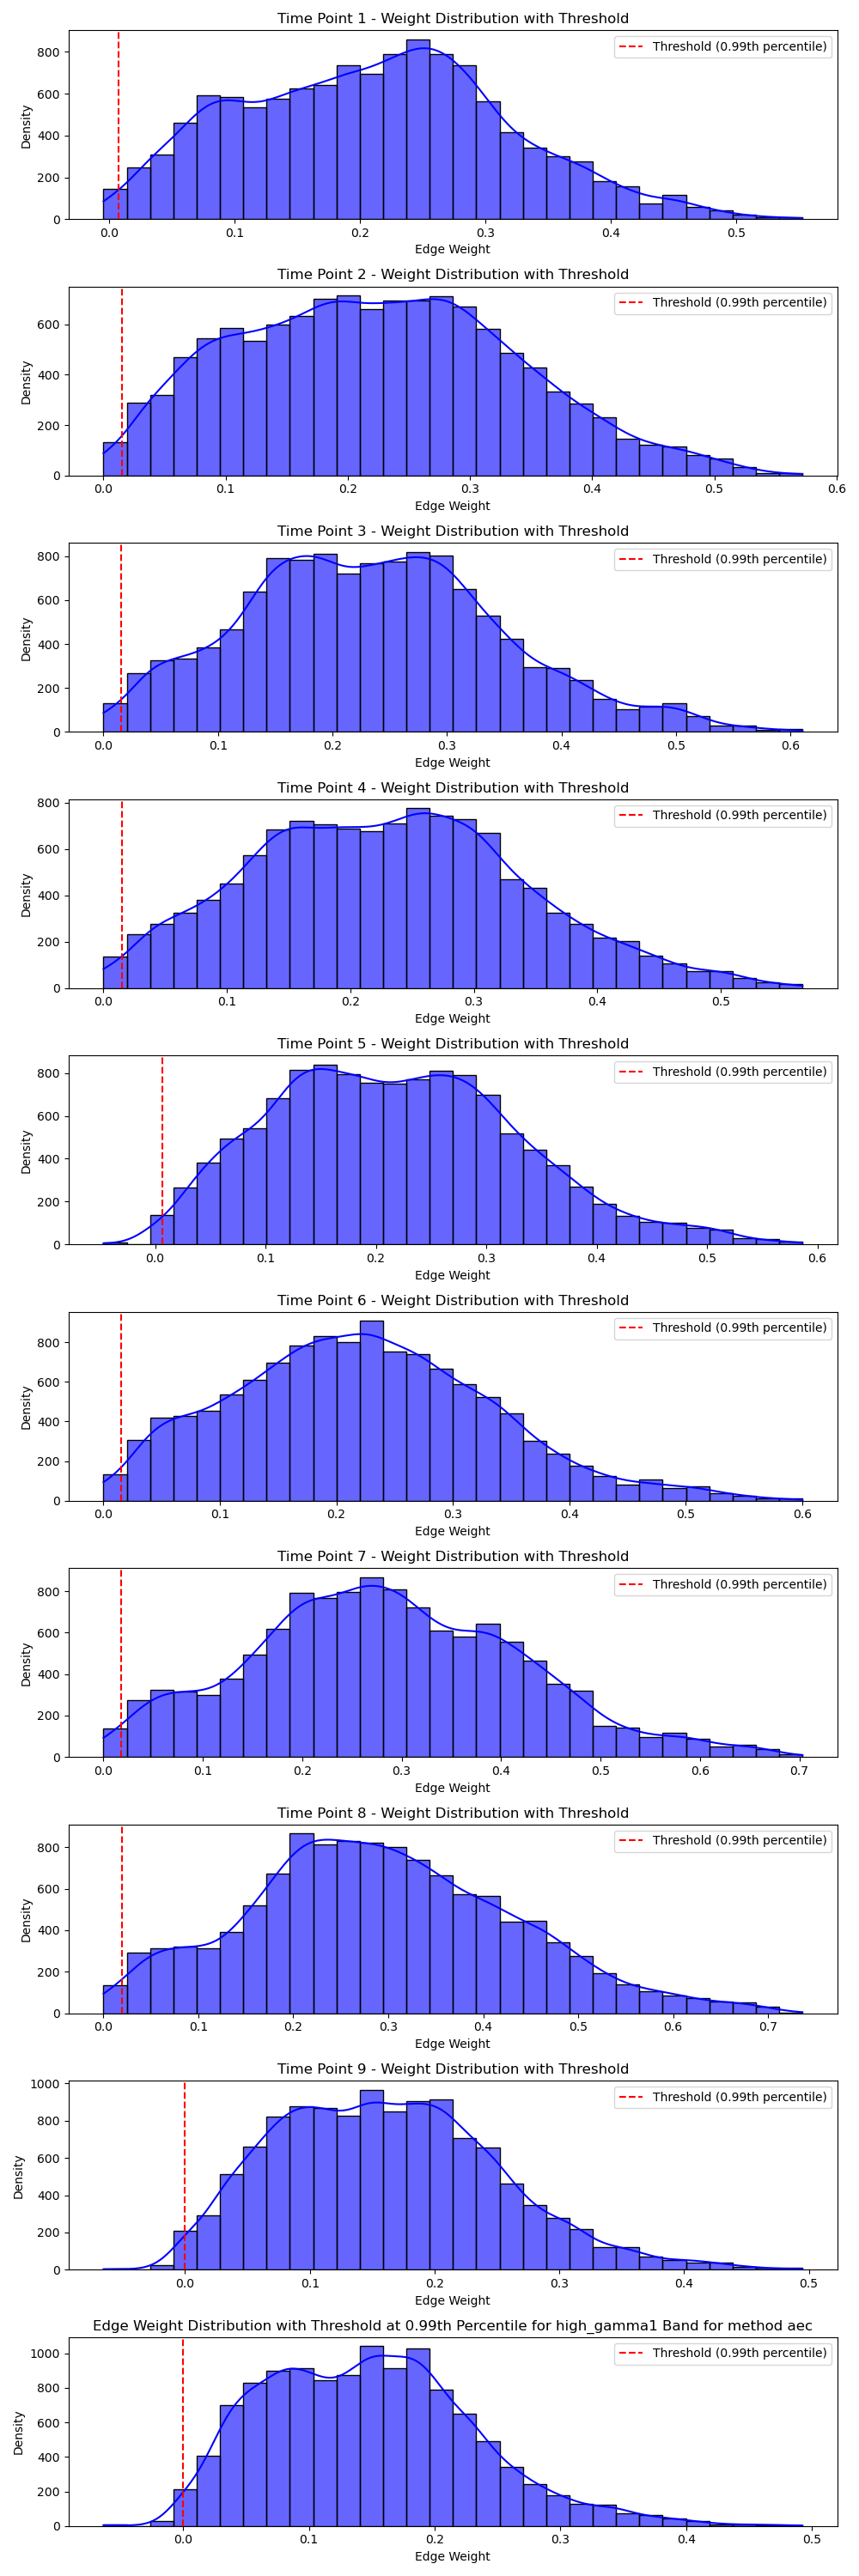 Time Point 1 - Weight Distribution with Threshold
Threshold (0.99th percentile)
800
600
400
200
0
Density
0.0 0.1 0.2 0.3 0.4 0.5
Edge Weight
Time Point 2 - Weight Distribution with Threshold
Threshold (0.99th percentile)
600
400
200
0
Density
0.0 0.1 0.2 0.3 0.4 0.5 0.6
Edge Weight
Time Point 3 - Weight Distribution with Threshold
Threshold (0.99th percentile)
800
600
400
200
0
Density
0.0 0.1 0.2 0.3 0.4 0.5 0.6
Edge Weight
Time Point 4 - Weight Distribution with Threshold
Threshold (0.99th percentile)
800
600
400
200
0
Density
0.0 0.1 0.2 0.3 0.4 0.5
Edge Weight
Time Point 5 - Weight Distribution with Threshold
Threshold (0.99th percentile)
800
600
400
200
0
Density
0.0 0.1 0.2 0.3 0.4 0.5 0.6
Edge Weight
Time Point 6 - Weight Distribution with Threshold
Threshold (0.99th percentile)
800
600
400
200
0
Density
0.0 0.1 0.2 0.3 0.4 0.5 0.6
Edge Weight
Time Point 7 - Weight Distribution with Threshold
Threshold (0.99th percentile)
800
600
400
200
0
Density
0.0 0.1 0.2 0.3 0.4 0.5 0.6 0.7
Edge Weight
Time Point 8 - Weight Distribution with Threshold
Threshold (0.99th percentile)
800
600
400
200
0
Density
0.0 0.1 0.2 0.3 0.4 0.5 0.6 0.7
Edge Weight
Time Point 9 - Weight Distribution with Threshold
Threshold (0.99th percentile)
1000
800
600
400
200
0
Density
0.0 0.1 0.2 0.3 0.4 0.5
Edge Weight
Edge Weight Distribution with Threshold at 0.99th Percentile for high_gamma1 Band for method aec
Threshold (0.99th percentile)
1000
800
600
400
200
0
Density
0.0 0.1 0.2 0.3 0.4 0.5
Edge Weight